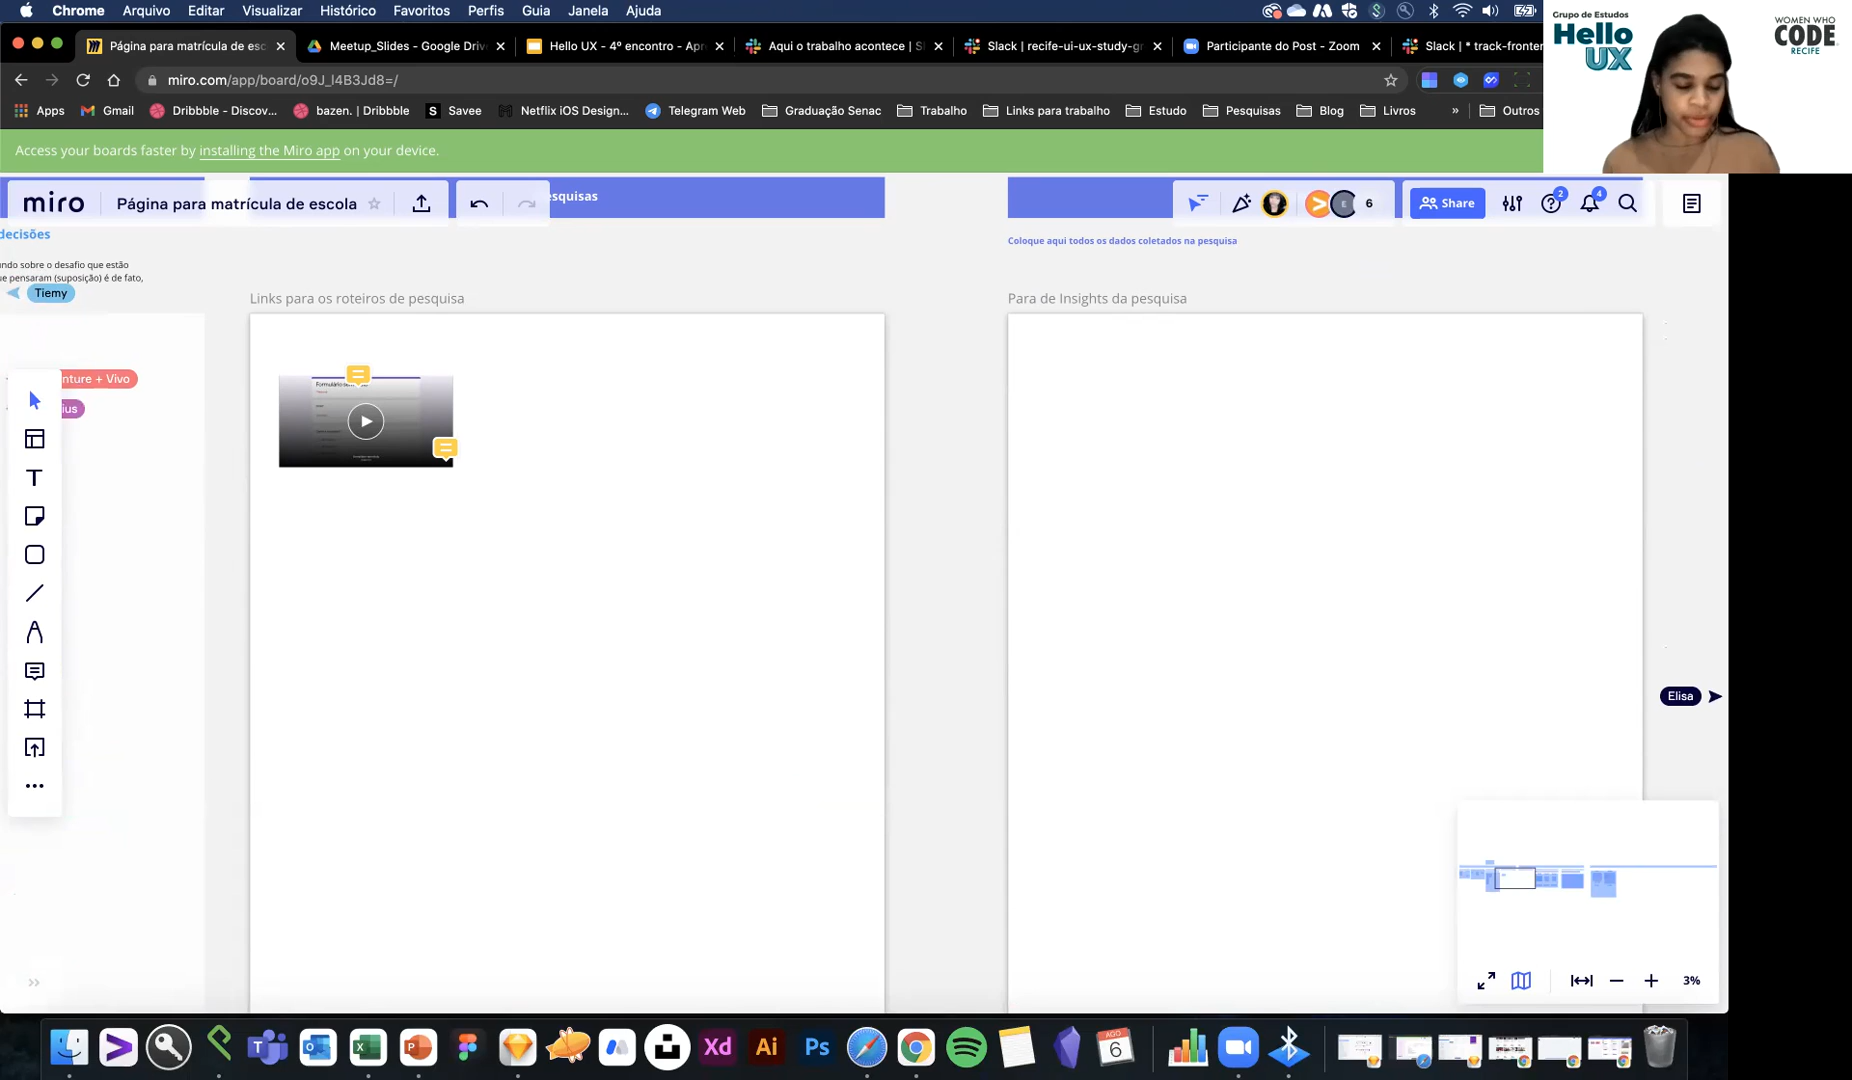 Chrome Arquivo Editar Visualizar Histórico Favoritos Perfis Guia Janela Ajuda
Grupo de Estudos
Hello
UX
WOMEN WHO
CODE
RECIFE
Página para matrícula de esc
Meetup_Slides - Google Driv
Hello UX - 4º encontro - Apr
Aqui o trabalho acontece | S
Slack | recife-ui-ux-study-gr
Participante do Post - Zoom
Slack | * track-fronten
miro.com/app/board/o9J_l4B3Jd8=/
Apps Gmail Dribbble - Discov... bazen. | Dribbble Savee Netflix iOS Design... Telegram Web Graduação Senac Trabalho Links para trabalho Estudo Pesquisas Blog Livros » Outros
Access your boards faster by installing the Miro app on your device.
miro Página para matrícula de escola
esquisas
6 Share 2 4
decisões
Coloque aqui todos os dados coletados na pesquisa
undo sobre o desafio que estão
ue pensaram (suposição) é de fato,
Tiemy
Links para os roteiros de pesquisa
Para de Insights da pesquisa
nture + Vivo
ius
Elisa
3%
Xd Ai Ps
AGO
6